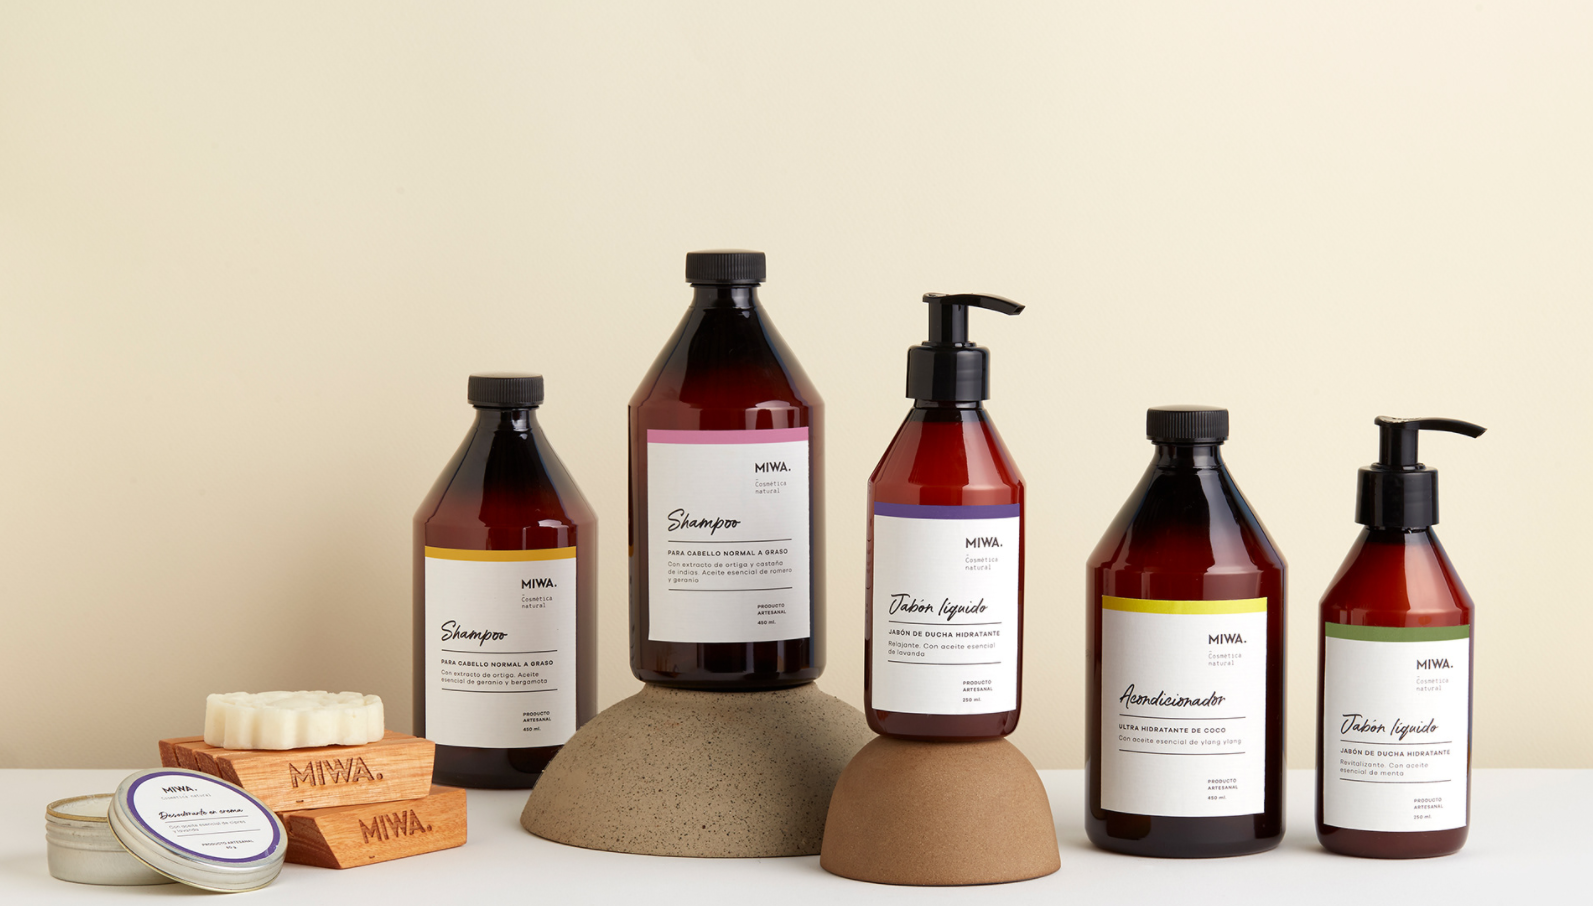 MIWA.
Cosmética natural
Desodorante en crema
y lavanda
PRODUCTO ARTESANAL
MIWA.
MIWA.
MIWA.
Cosmética
natural
Shampoo
PARA CABELLO NORMAL A GRASO
Con extracto de ortiga. Aceite
esencial de geranio y bergamota
PRODUCTO
ARTESANAL
450 ml.
MIWA.
Cosmética
natural
Shampoo
PARA CABELLO NORMAL A GRASO
Con extracto de ortiga y castaña
de indias. Aceite esencial de romero
y geranio
PRODUCTO
ARTESANAL
450 ml.
MIWA.
Cosmética
natural
Jabón líquido
JABÓN DE DUCHA HIDRATANTE
Relajante. Con aceite esencial
de lavanda
PRODUCTO
ARTESANAL
250 ml.
MIWA.
Cosmética
natural
Acondicionador
ULTRA HIDRATANTE DE COCO
Con aceite esencial de ylang ylang
PRODUCTO
ARTESANAL
450 ml.
MIWA.
Cosmética
natural
Jabón líquido
JABÓN DE DUCHA HIDRATANTE
Revitalizante. Con aceite
esencial de menta
PRODUCTO
ARTESANAL
250 ml.